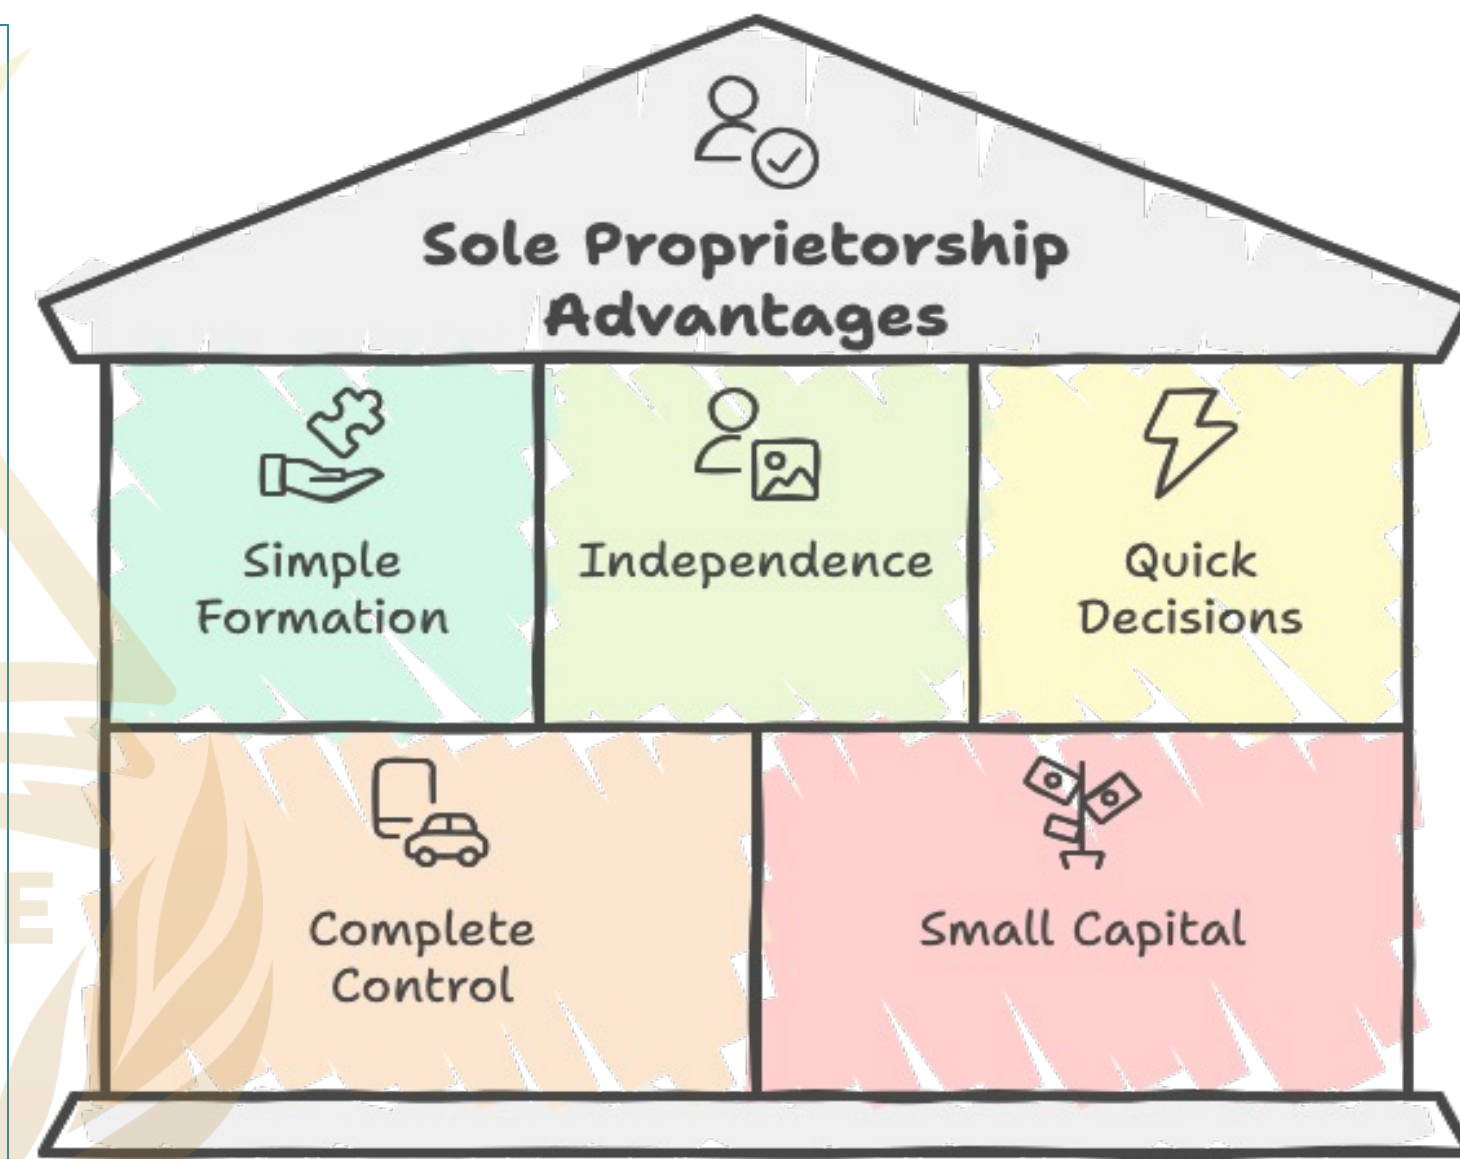 Sole Proprietorship
Advantages
Simple
Formation
Independence
Quick
Decisions
Complete
Control
Small Capital
E